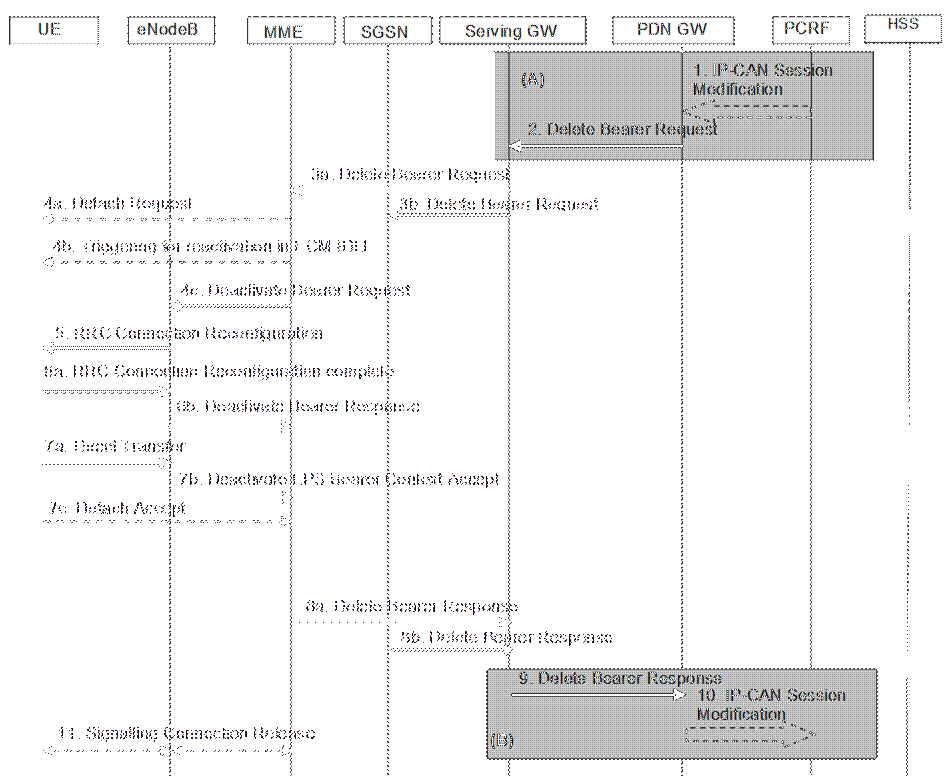 UE
eNodeB
MME
SGSN
Serving GW
PDN GW
PCRF
HSS
(A)
1. IP-CAN Session
Modification
2. Delete Bearer Request
3a. Delete Bearer Request
4a. Detach Request
3b. Delete Bearer Request
4b. Triggering for reactivation in
4c. Deactivate Bearer Request
5. RRC Connection Reconfiguration
6a. RRC Connection Reconfiguration complete
6b. Deactivate Bearer Response
7a. Direct Transfer
7b. Deactivate EPS Bearer Context Accept
7c. Detach Accept
8a. Delete Bearer Response
8b. Delete Bearer Response
9. Delete Bearer Response
10. IP-CAN Session
Modification
11. Signalling Connection Release
(B)